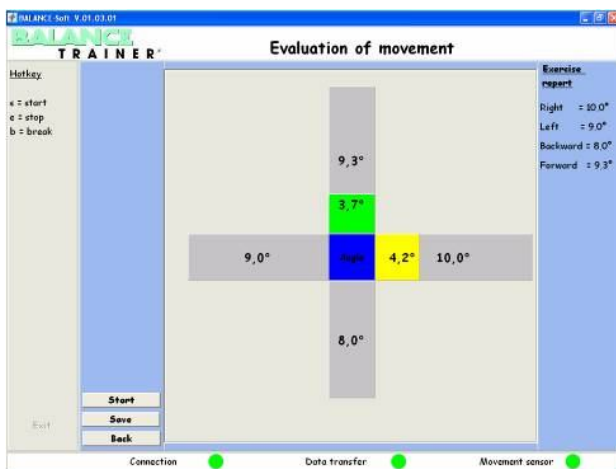 BALANCE-Soft V.01.03.01
BALANCE
TRAINER
Evaluation of movement
Hotkey
s = start
e = stop
b = break
Exit
Start
Save
Back
9,3°
3,7°
9,0°
Angle
4,2°
10,0°
8,0°
Exercise
report
Right = 10.0°
Left = 9.0°
Backward = 8.0°
Forward = 9.3°
Connection
Data transfer
Movement sensor